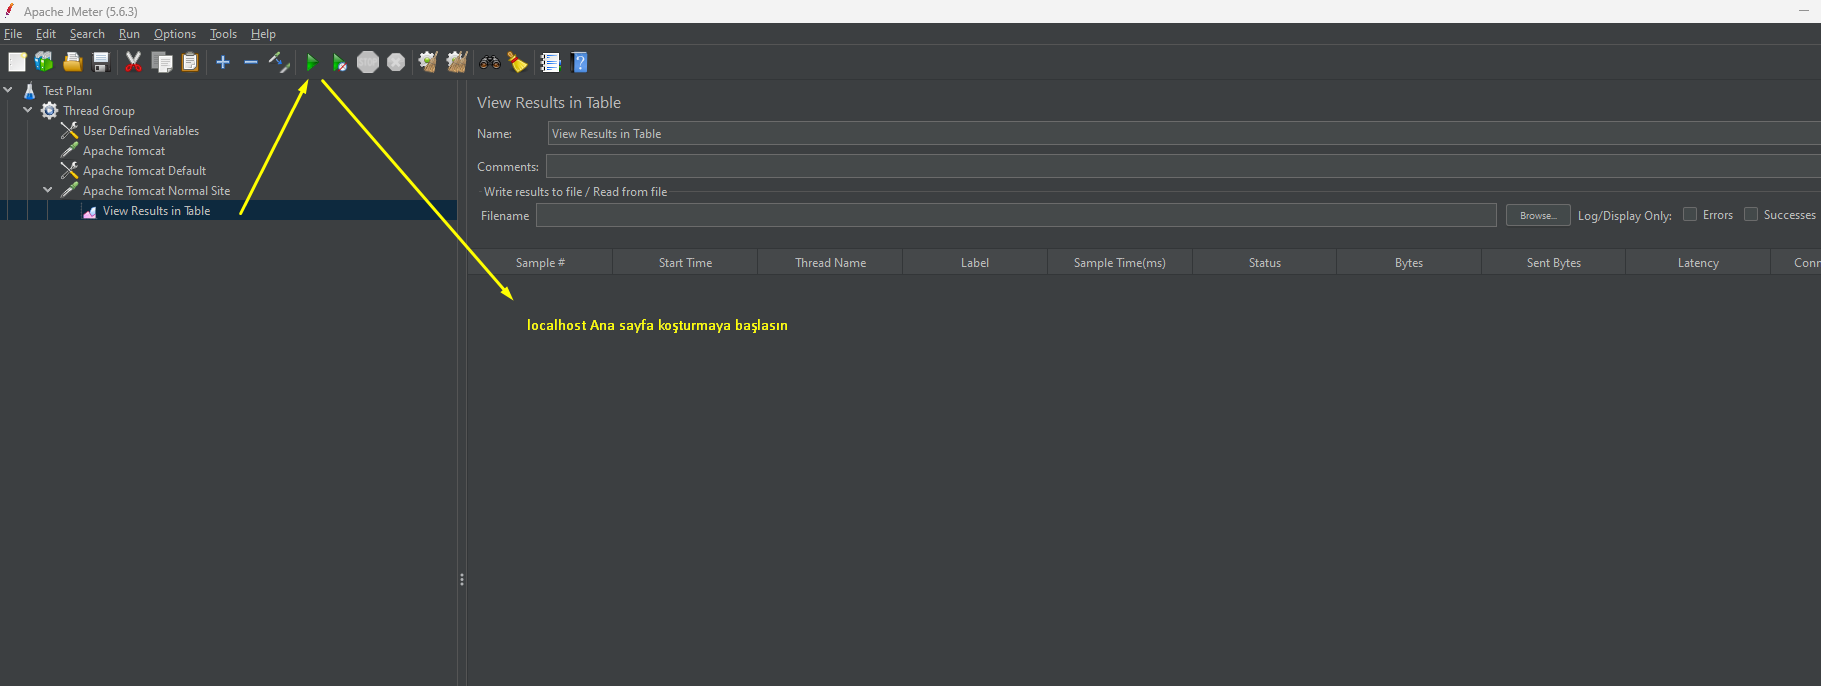 Apache JMeter (5.6.3)
File Edit Search Run Options Tools Help
STOP
Test Planı
Thread Group
User Defined Variables
Apache Tomcat
Apache Tomcat Default
Apache Tomcat Normal Site
View Results in Table
View Results in Table
Name: View Results in Table
Comments:
Write results to file / Read from file
Filename Browse... Log/Display Only: Errors Successes
Sample # Start Time Thread Name Label Sample Time(ms) Status Bytes Sent Bytes Latency Conn
localhost Ana sayfa koşturmaya başlasın